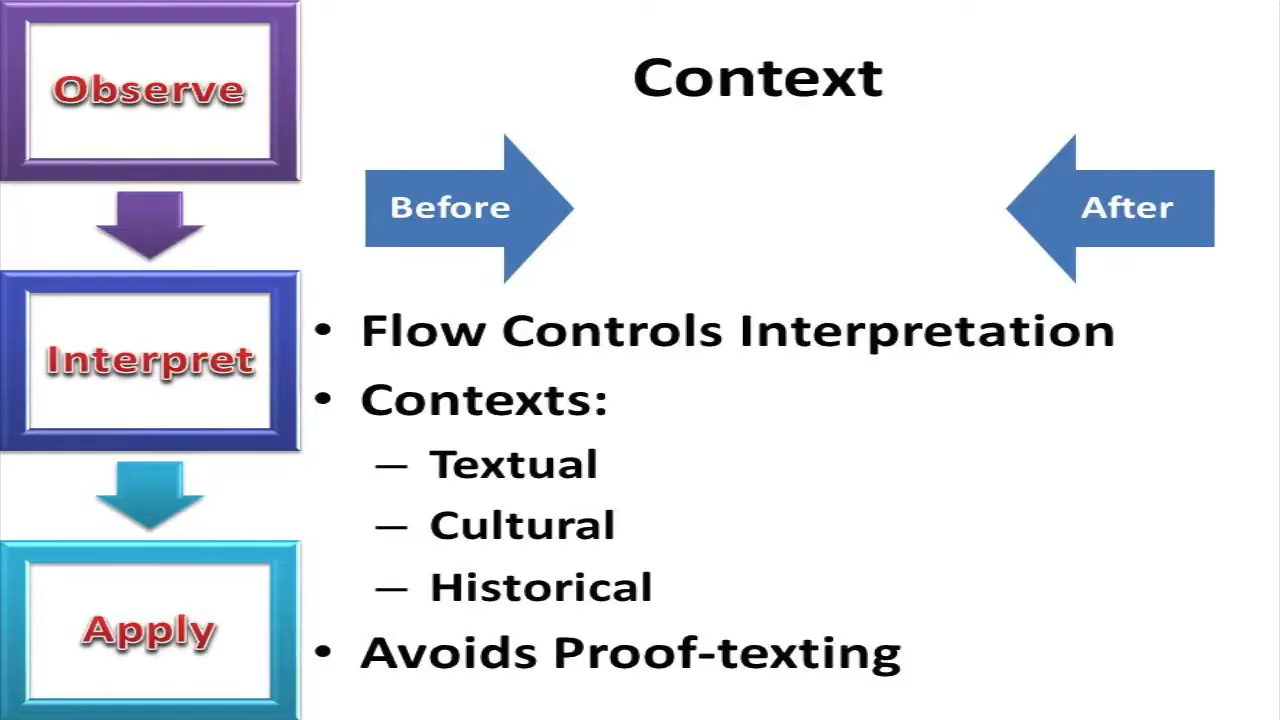 Observe
Interpret
Apply
Context
Before
After
• Flow Controls Interpretation
• Contexts:
– Textual
– Cultural
– Historical
• Avoids Proof-texting